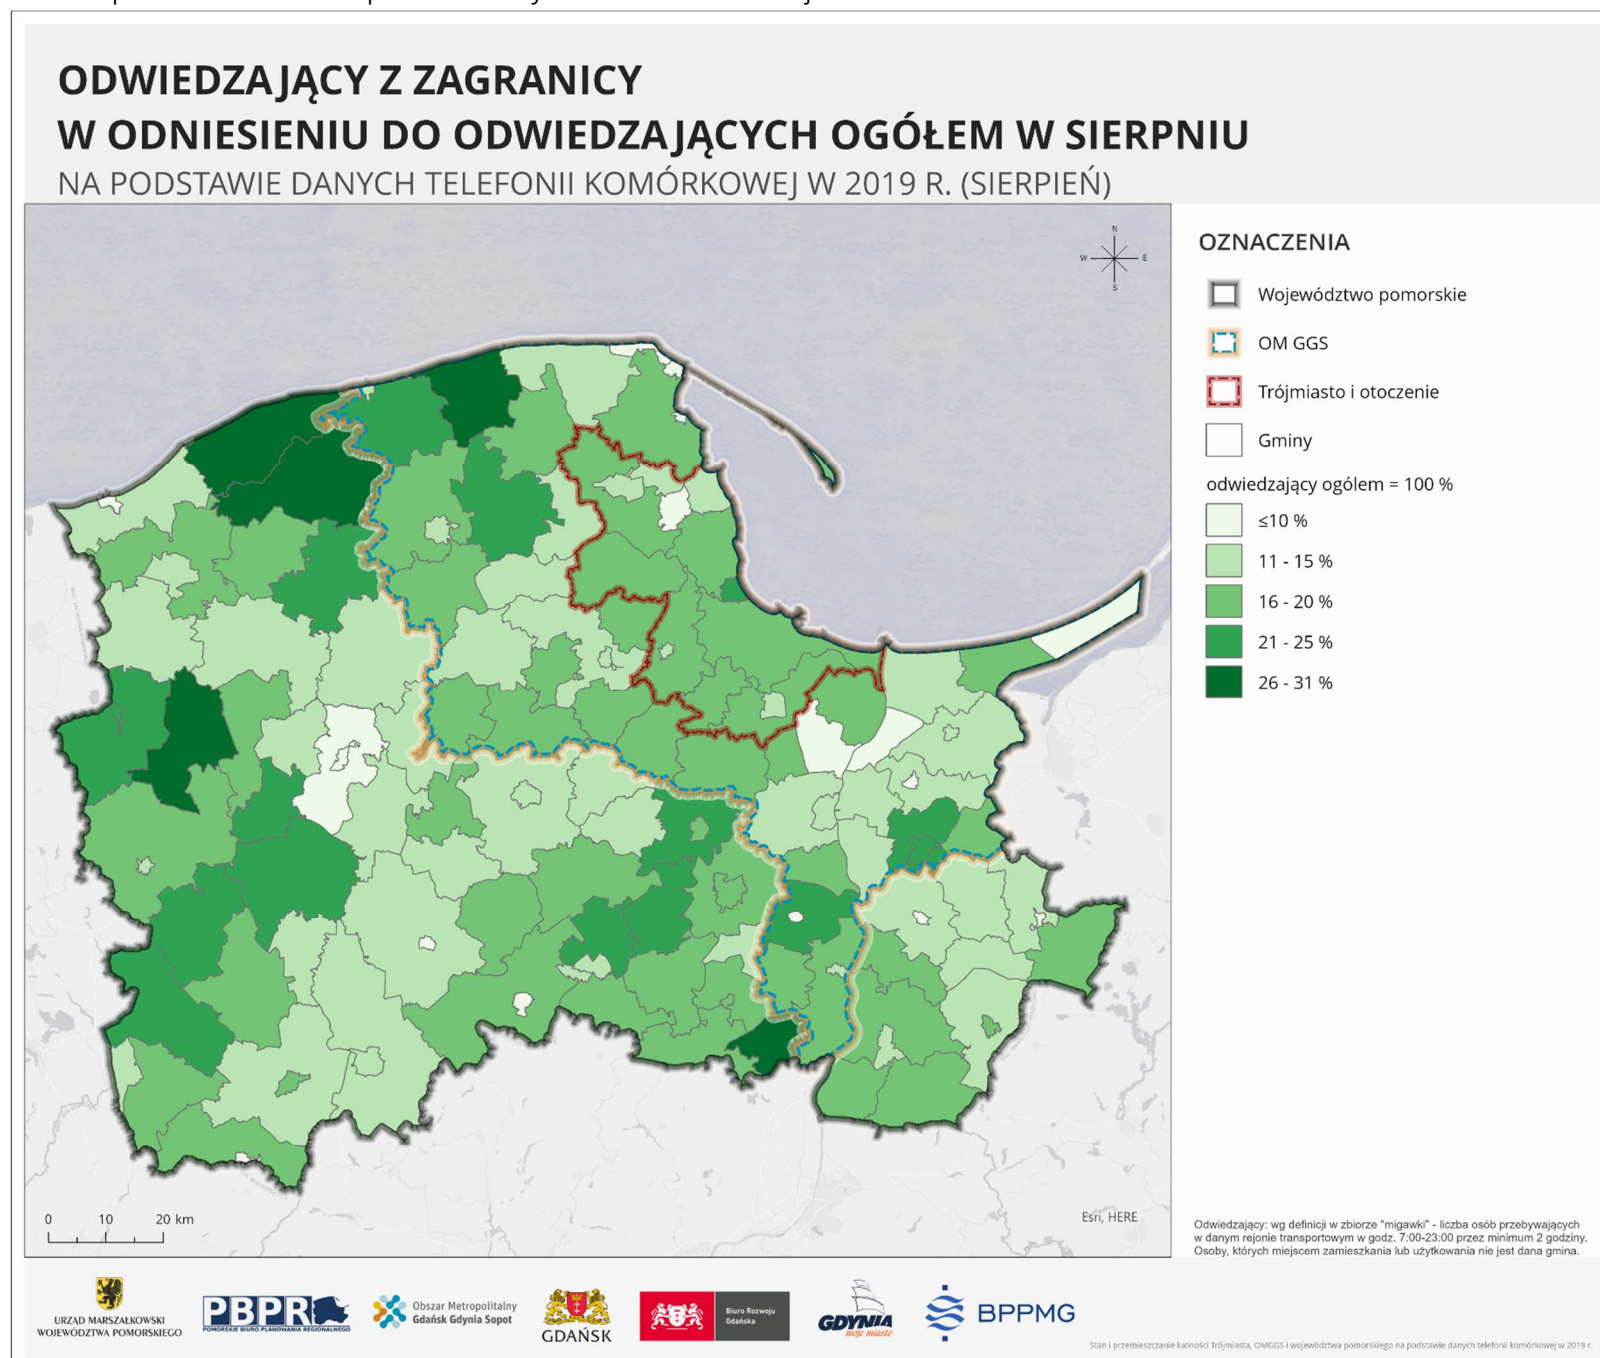 ODWIEDZAJĄCY Z ZAGRANICY
W ODNIESIENIU DO ODWIEDZAJĄCYCH OGÓŁEM W SIERPNIU
NA PODSTAWIE DANYCH TELEFONII KOMÓRKOWEJ W 2019 R. (SIERPIEŃ)
N
W E
S
OZNACZENIA
Województwo pomorskie
OM GGS
Trójmiasto i otoczenie
Gminy
odwiedzający ogólem = 100 %
≤10 %
11 - 15 %
16 - 20 %
21 - 25 %
26 - 31 %
0 10 20 km
Esri, HERE
Odwiedzający: wg definicji w zbiorze "migawki" - liczba osób przebywających
w danym rejonie transportowym w godz. 7:00-23:00 przez minimum 2 godziny.
Osoby, których miejscem zamieszkania lub użytkowania nie jest dana gmina.
URZĄD MARSZAŁKOWSKI
WOJEWÓDZTWA POMORSKIEGO
PBPR
POMORSKIE BIURO PLANOWANIA REGIONALNEGO
Obszar Metropolitalny
Gdańsk Gdynia Sopot
GDAŃSK
Biuro Rozwoju
Gdańska
GDYNIA
moje miasto
BPPMG
Stan i przemieszczanie ludności Trójmiasta, OMGGS i województwa pomorskiego na podstawie danych telefonii komórkowej w 2019 r.